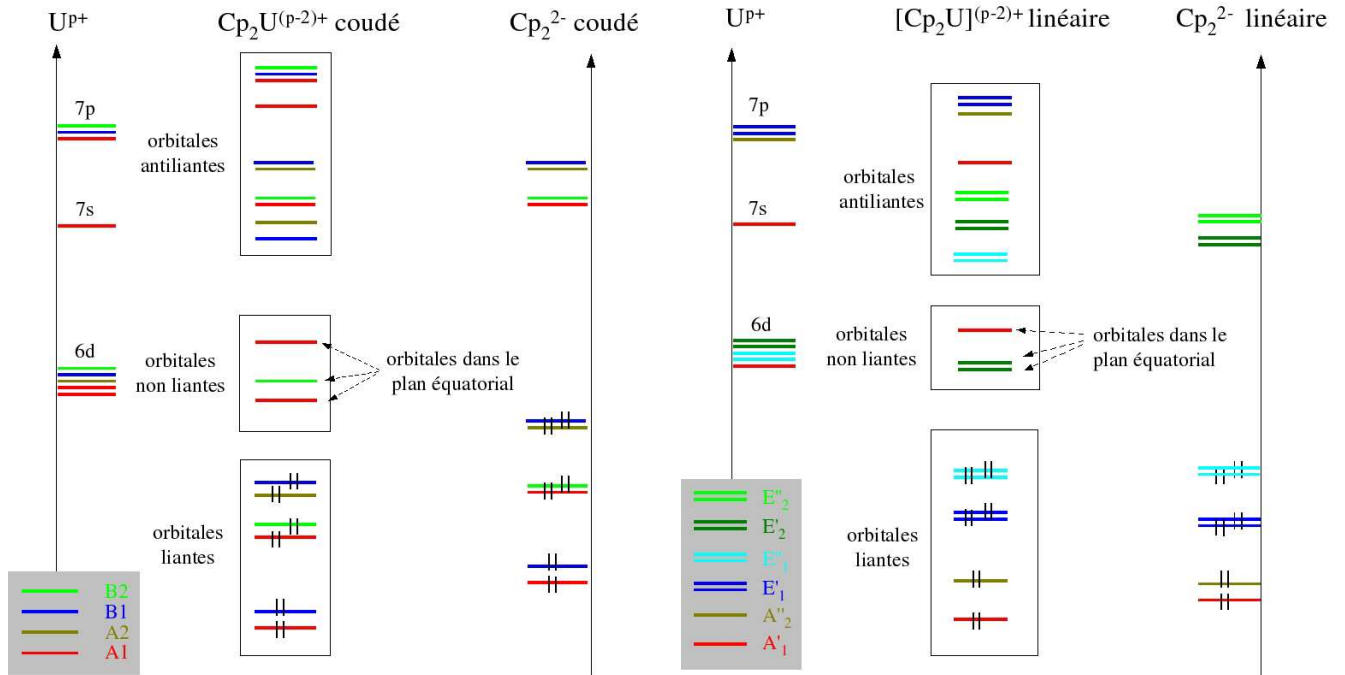 U^p+
Cp₂U^(p-2)+ coudé
Cp₂^2- coudé
7p
orbitales
antiliantes
7s
6d
orbitales
non liantes
orbitales dans le
plan équatorial
orbitales
liantes
B2
B1
A2
A1
U^p+
[Cp₂U]^(p-2)+ linéaire
Cp₂^2- linéaire
7p
orbitales
antiliantes
7s
6d
orbitales
non liantes
orbitales dans le
plan équatorial
orbitales
liantes
E"₂
E'₂
E"₁
E'₁
A"₂
A'₁